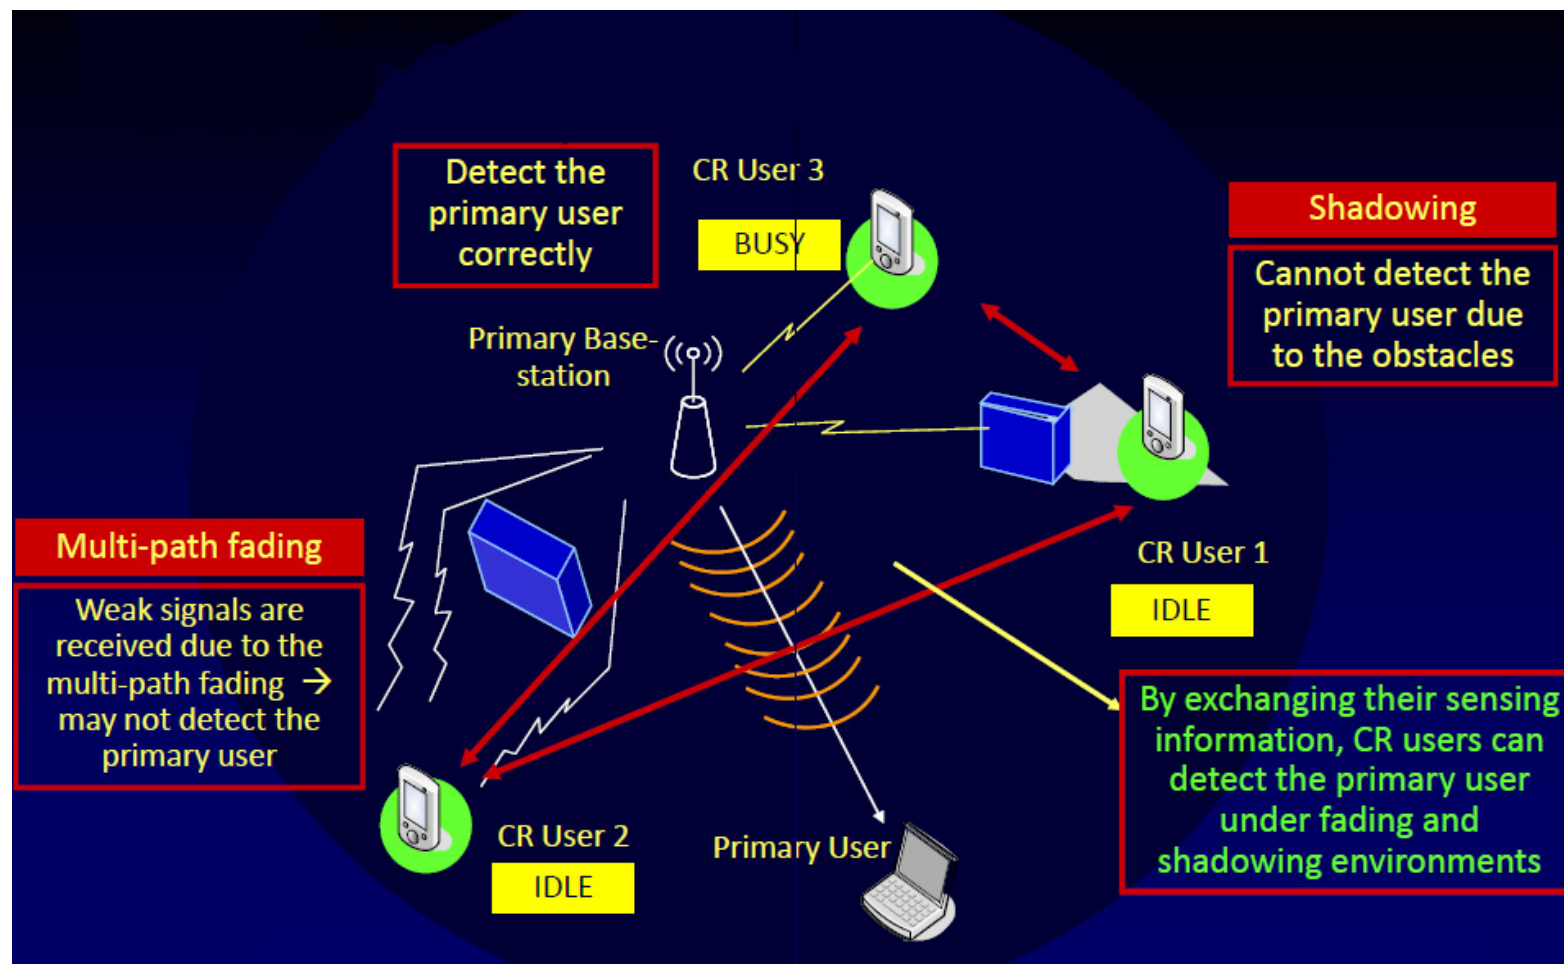 Detect the
primary user
correctly
CR User 3
BUSY
Shadowing
Cannot detect the
primary user due
to the obstacles
Primary Base-
station
Multi-path fading
Weak signals are
received due to the
multi-path fading →
may not detect the
primary user
CR User 1
IDLE
By exchanging their sensing
information, CR users can
detect the primary user
under fading and
shadowing environments
CR User 2
IDLE
Primary User